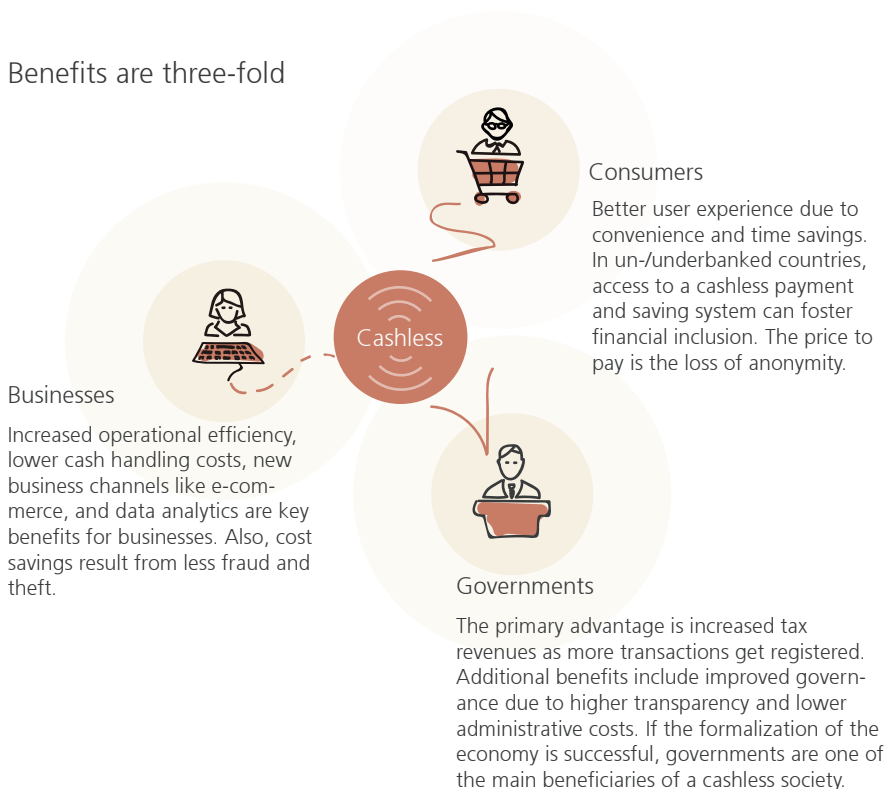 Benefits are three-fold
Consumers
Better user experience due to
convenience and time savings.
In un-/underbanked countries,
access to a cashless payment
and saving system can foster
financial inclusion. The price to
pay is the loss of anonymity.
Cashless
Businesses
Increased operational efficiency,
lower cash handling costs, new
business channels like e-com-
merce, and data analytics are key
benefits for businesses. Also, cost
savings result from less fraud and
theft.
Governments
The primary advantage is increased tax
revenues as more transactions get registered.
Additional benefits include improved govern-
ance due to higher transparency and lower
administrative costs. If the formalization of the
economy is successful, governments are one of
the main beneficiaries of a cashless society.